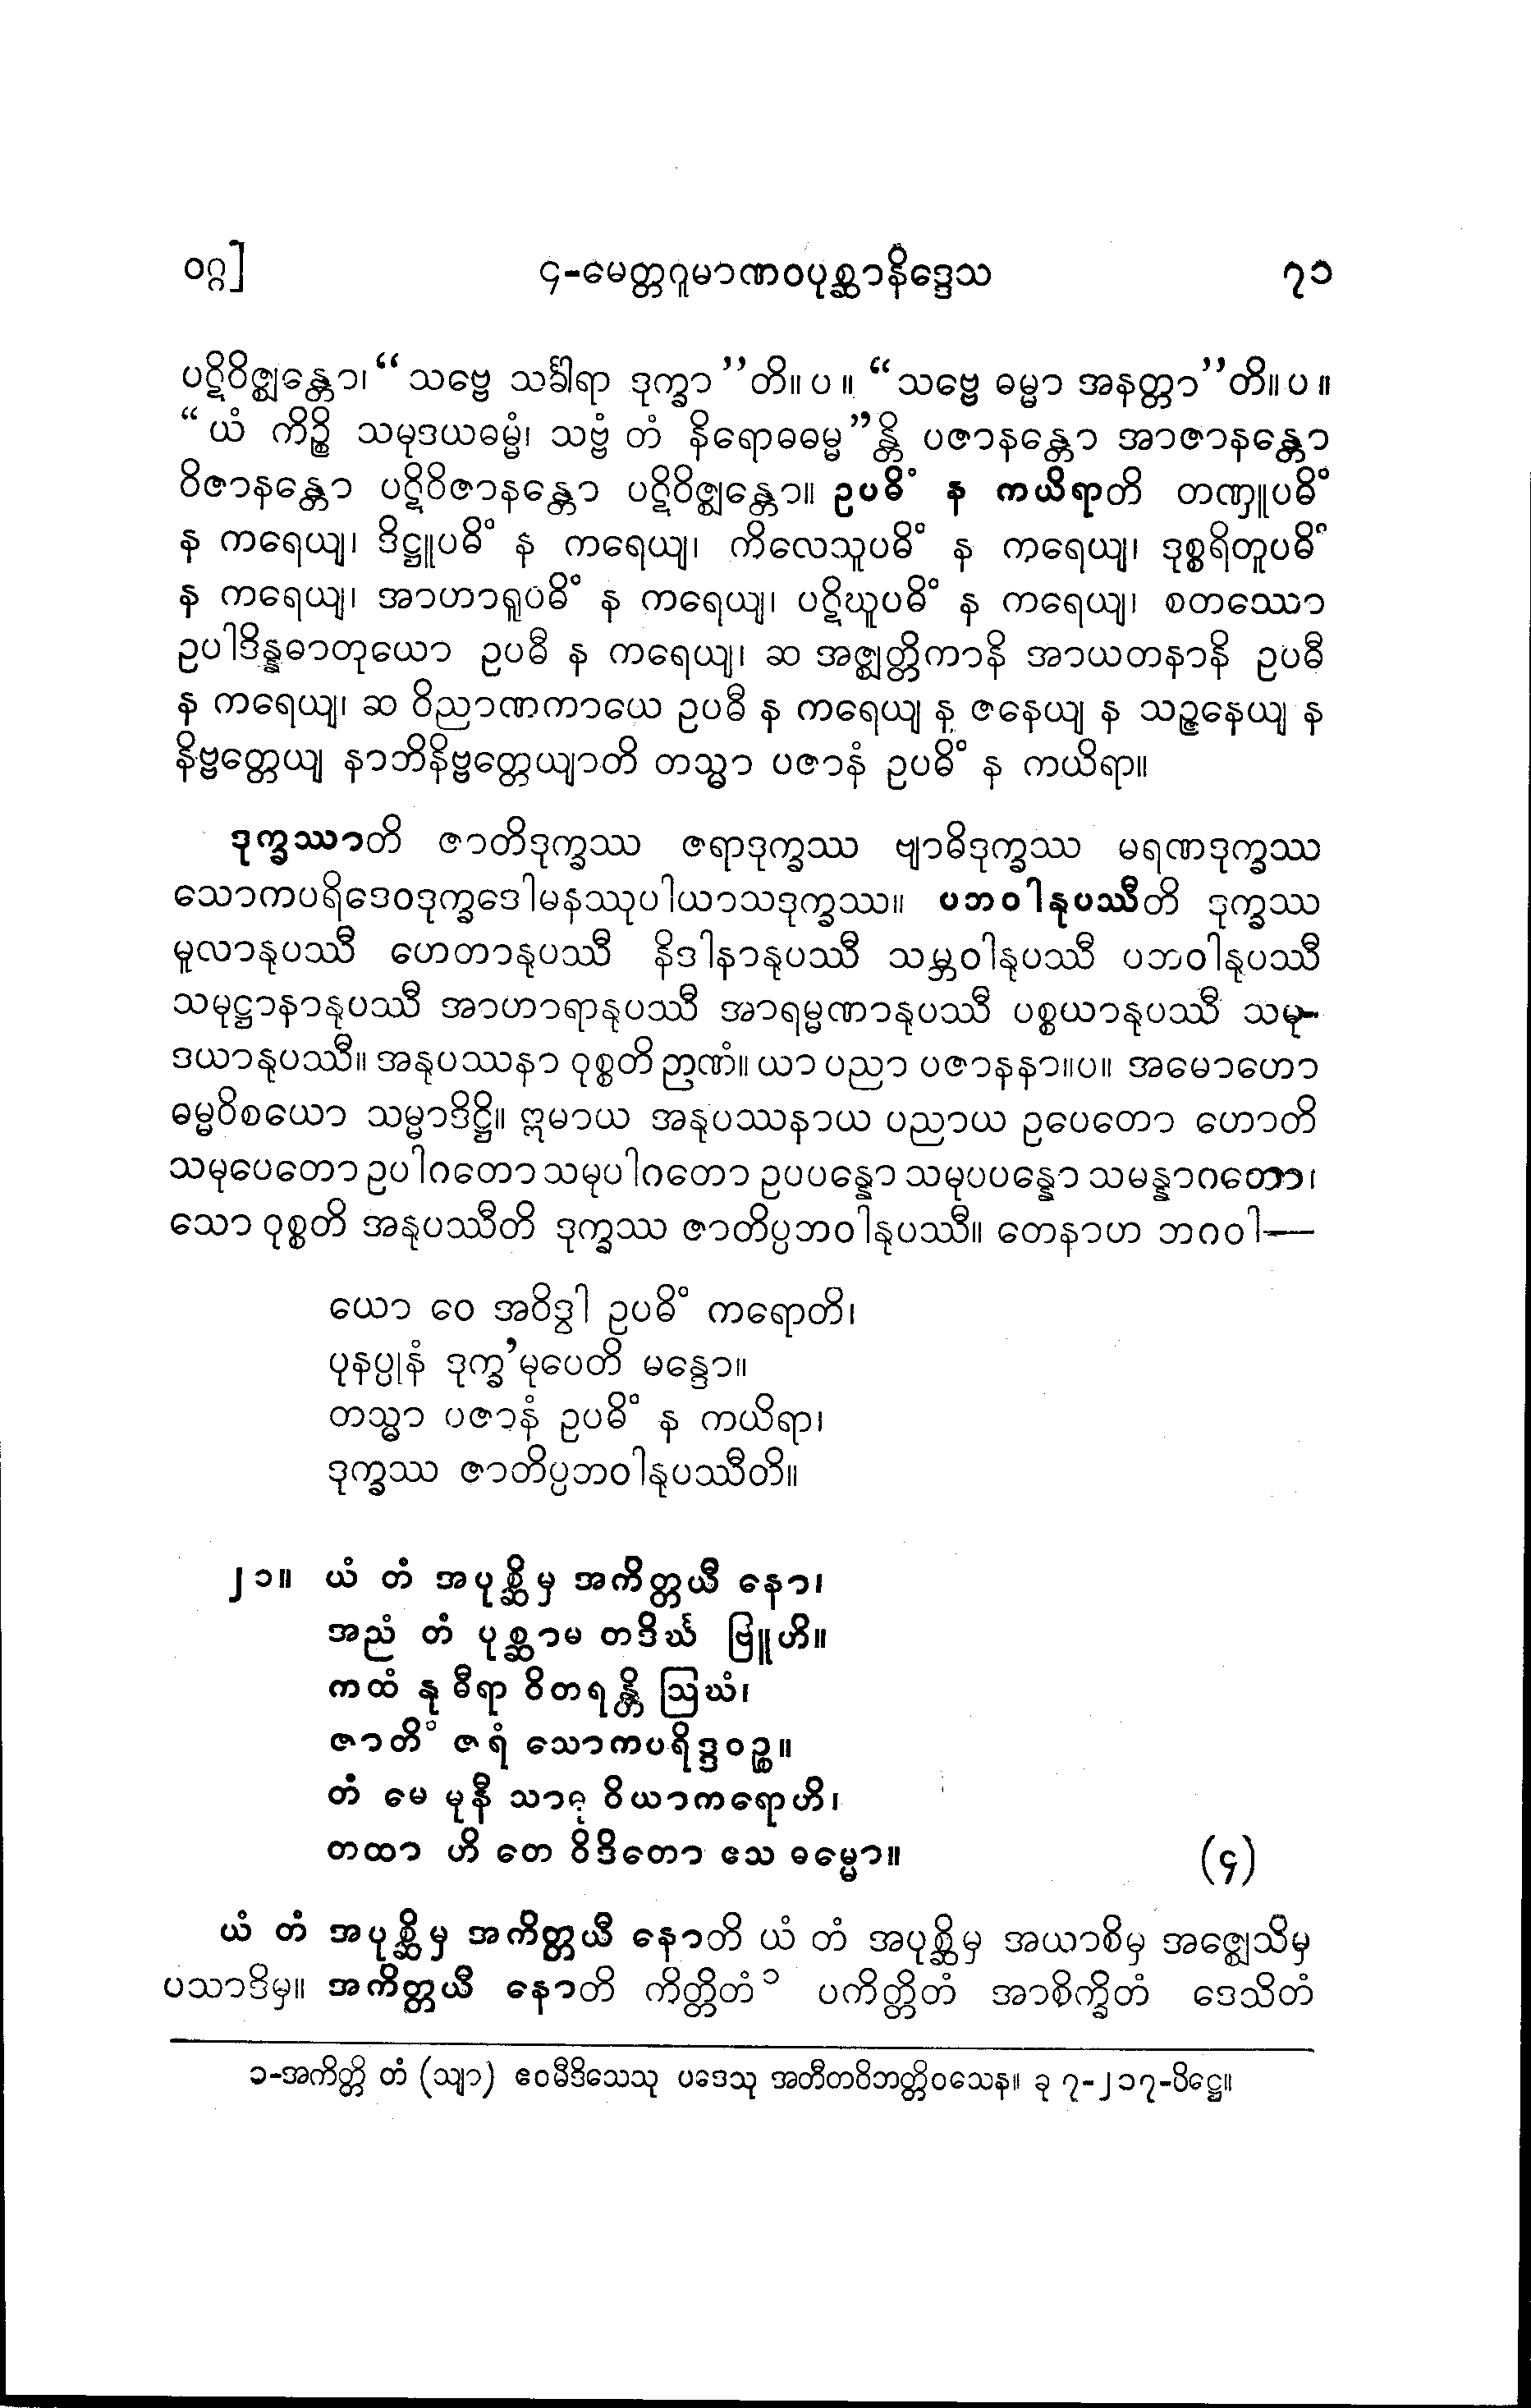 ဝဂ္ဂ]
၄-မေတ္တဂူမာဏဝပုစ္ဆာနိဒ္ဒေသ
၇၁
ပဋိဝိဇ္ဈန္တော၊ “သဗ္ဗေ သင်္ခါရာ ဒုက္ခာ”တိ။ပ။ “သဗ္ဗေ ဓမ္မာ အနတ္တာ”တိ။ပ။
“ယံ ကိဉ္စိ သမုဒယဓမ္မံ၊ သဗ္ဗံ တံ နိရောဓဓမ္မ”န္တိ ပဇာနန္တော အာဇာနန္တော
ဝိဇာနန္တော ပဋိဝိဇာနန္တော ပဋိဝိဇ္ဈန္တော။ ဥပဓိံ န ကယိရာတိ တဏှူပဓိံ
န ကရေယျ၊ ဒိဋ္ဌူပဓိံ န ကရေယျ၊ ကိလေသူပဓိံ န ကရေယျ၊ ဒုစ္စရိတူပဓိံ
န ကရေယျ၊ အာဟာရူပဓိံ န ကရေယျ၊ ပဋိဃူပဓိံ န ကရေယျ၊ စတဿော
ဥပါဒိန္နဓာတုယော ဥပဓီ န ကရေယျ၊ ဆ အဇ္ဈတ္တိကာနိ အာယတနာနိ ဥပဓီ
န ကရေယျ၊ ဆ ဝိညာဏကာယေ ဥပဓီ န ကရေယျ န ဇနေယျ န သဉ္ဇနေယျ န
နိဗ္ဗတ္တေယျ နာဘိနိဗ္ဗတ္တေယျာတိ တသ္မာ ပဇာနံ ဥပဓိံ န ကယိရာ။
ဒုက္ခဿာတိ ဇာတိဒုက္ခဿ ဇရာဒုက္ခဿ ဗျာဓိဒုက္ခဿ မရဏဒုက္ခဿ
သောကပရိဒေဝဒုက္ခဒေါမနဿုပါယာသဒုက္ခဿ။ ပဘဝါနုပဿီတိ ဒုက္ခဿ
မူလာနုပဿီ ဟေတာနုပဿီ နိဒါနာနုပဿီ သမ္ဘဝါနုပဿီ ပဘဝါနုပဿီ
သမုဋ္ဌာနာနုပဿီ အာဟာရာနုပဿီ အာရမ္မဏာနုပဿီ ပစ္စယာနုပဿီ သမု-
ဒယာနုပဿီ။ အနုပဿနာ ဝုစ္စတိ ဉာဏံ။ ယာ ပညာ ပဇာနနာ။ပ။ အမောဟော
ဓမ္မဝိစယော သမ္မာဒိဋ္ဌိ။ ဣမာယ အနုပဿနာယ ပညာယ ဥပေတော ဟောတိ
သမုပေတော ဥပါဂတော သမုပါဂတော ဥပပန္နော သမုပပန္နော သမန္နာဂတော၊
သော ဝုစ္စတိ အနုပဿီတိ ဒုက္ခဿ ဇာတိပ္ပဘဝါနုပဿီ။ တေနာဟ ဘဂဝါ—
ယော ဝေ အဝိဒွါ ဥပဓိံ ကရောတိ၊
ပုနပ္ပုနံ ဒုက္ခ’မုပေတိ မန္ဒော။
တသ္မာ ပဇာနံ ဥပဓိံ န ကယိရာ၊
ဒုက္ခဿ ဇာတိပ္ပဘဝါနုပဿီတိ။
၂၁။ ယံ တံ အပုစ္ဆိမှ အကိတ္တယီ နော၊
အညံ တံ ပုစ္ဆာမ တဒိင်္ဃ ဗြူဟိ။
ကထံ နု ဓီရာ ဝိတရန္တိ ဩဃံ၊
ဇာတိံ ဇရံ သောကပရိဒ္ဒဝဉ္စ။
တံ မေ မုနီ သာဓု ဝိယာကရောဟိ၊
တထာ ဟိ တေ ဝိဒိတော ဧသ ဓမ္မော။ (၄)
ယံ တံ အပုစ္ဆိမှ အကိတ္တယီ နောတိ ယံ တံ အပုစ္ဆိမှ အယာစိမှ အဇ္ဈေသိမှ
ပသာဒိမှ။ အကိတ္တယီ နောတိ ကိတ္တိတံ ၁ ပကိတ္တိတံ အာစိက္ခိတံ ဒေသိတံ
၁-အကိတ္တိ တံ (သျာ) ဧဝမီဒိသေသု ပဒေသု အတီတဝိဘတ္တိဝသေန။ ခု ၇-၂၁၇-ပိဋ္ဌေ။